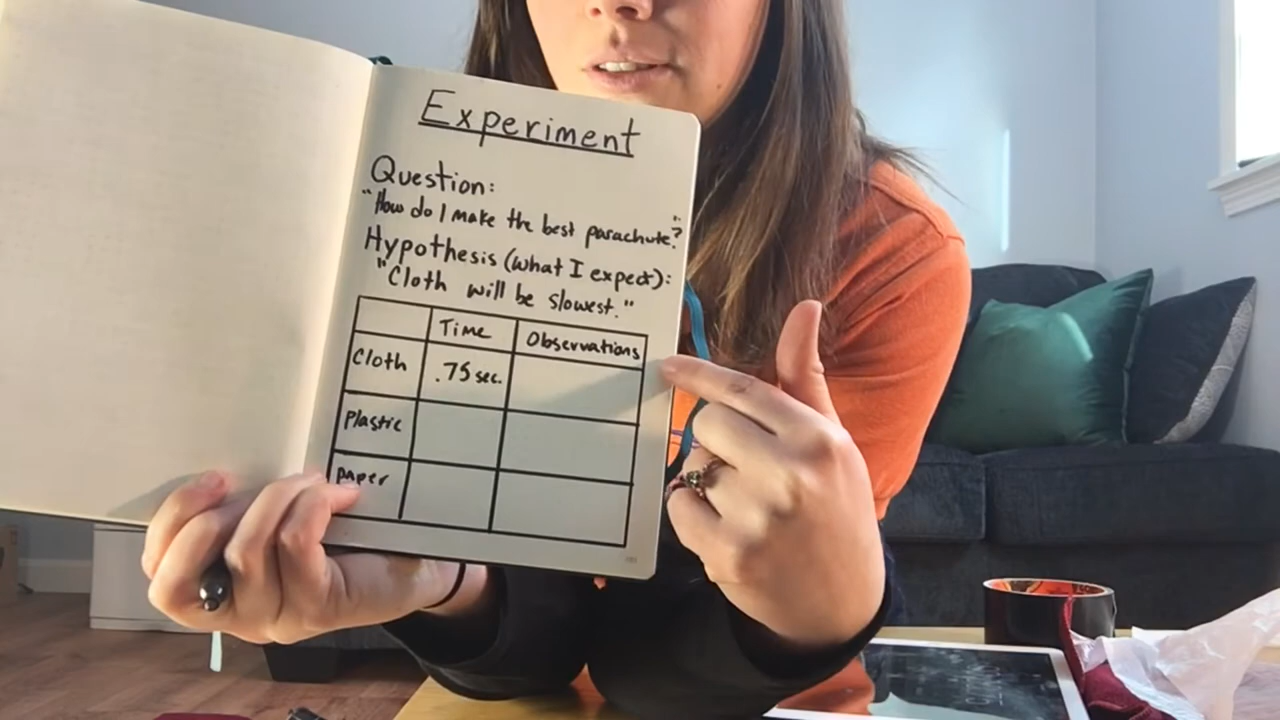 Experiment
Question:
"How do I make the best parachute?"
Hypothesis (what I expect):
"Cloth will be slowest."
Time Observations
Cloth .75 sec.
Plastic
paper